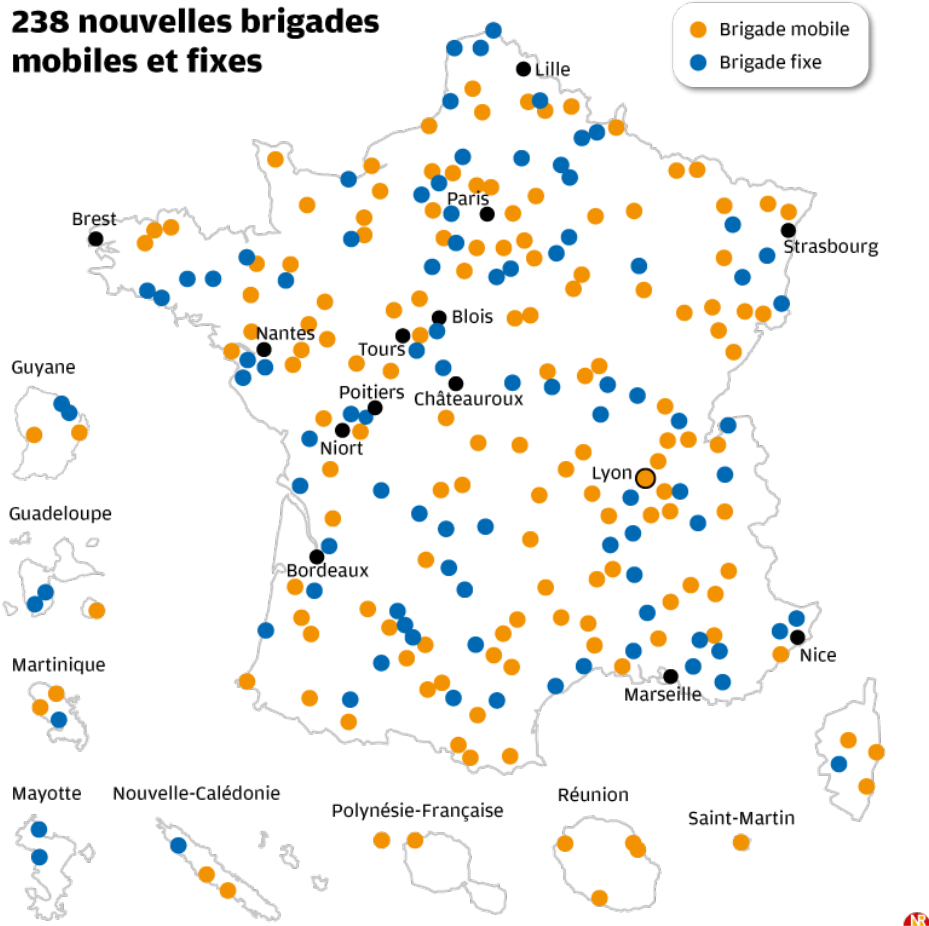 238 nouvelles brigades
mobiles et fixes
Brigade mobile
Brigade fixe
Lille
Paris
Brest
Strasbourg
Blois
Nantes
Tours
Guyane
Poitiers
Châteauroux
Niort
Lyon
Guadeloupe
Bordeaux
Nice
Martinique
Marseille
Mayotte
Nouvelle-Calédonie
Polynésie-Française
Réunion
Saint-Martin
NR